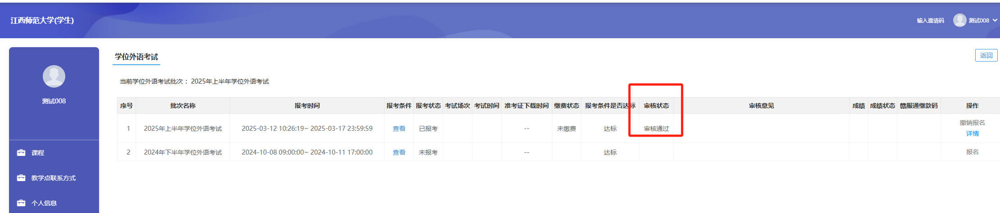 江西师范大学(学生)
输入邀请码
测试008
测试008
课程
教学点联系方式
个人信息
学位外语考试
返回
当前学位外语考试批次： 2025年上半年学位外语考试
序号 批次名称 报考时间 报考条件 报考状态 考试场次 考试时间 准考证下载时间 缴费状态 报考条件是否达标 审核状态 审核意见 成绩 成绩状态 赣服通缴款码 操作
1 2025年上半年学位外语考试 2025-03-12 10:26:19~ 2025-03-17 23:59:59 查看 已报考 -- 未缴费 达标 审核通过 撤销报名
详情
2 2024年下半年学位外语考试 2024-10-08 09:00:00~ 2024-10-11 17:00:00 查看 未报考 -- 达标 报名